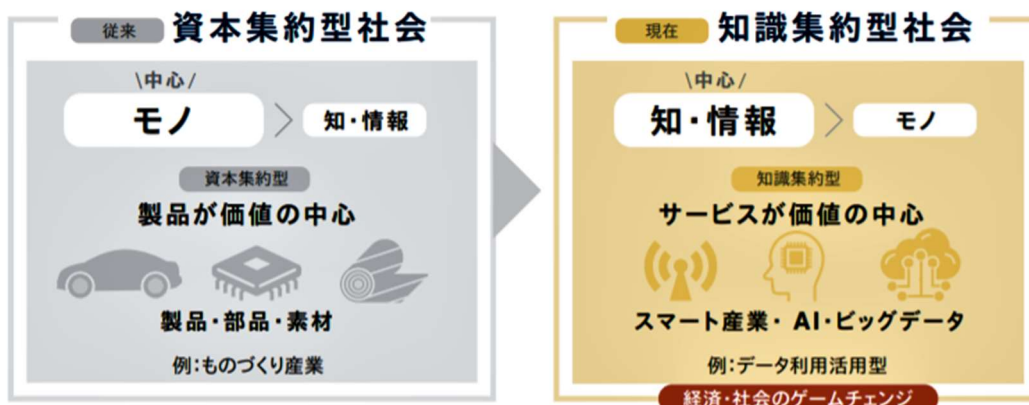 従来 資本集約型社会
\中心/
モノ > 知・情報
資本集約型
製品が価値の中心
製品・部品・素材
例:ものづくり産業
現在 知識集約型社会
\中心/
知・情報 > モノ
知識集約型
サービスが価値の中心
スマート産業・ AI・ビッグデータ
例:データ利用活用型
経済・社会のゲームチェンジ